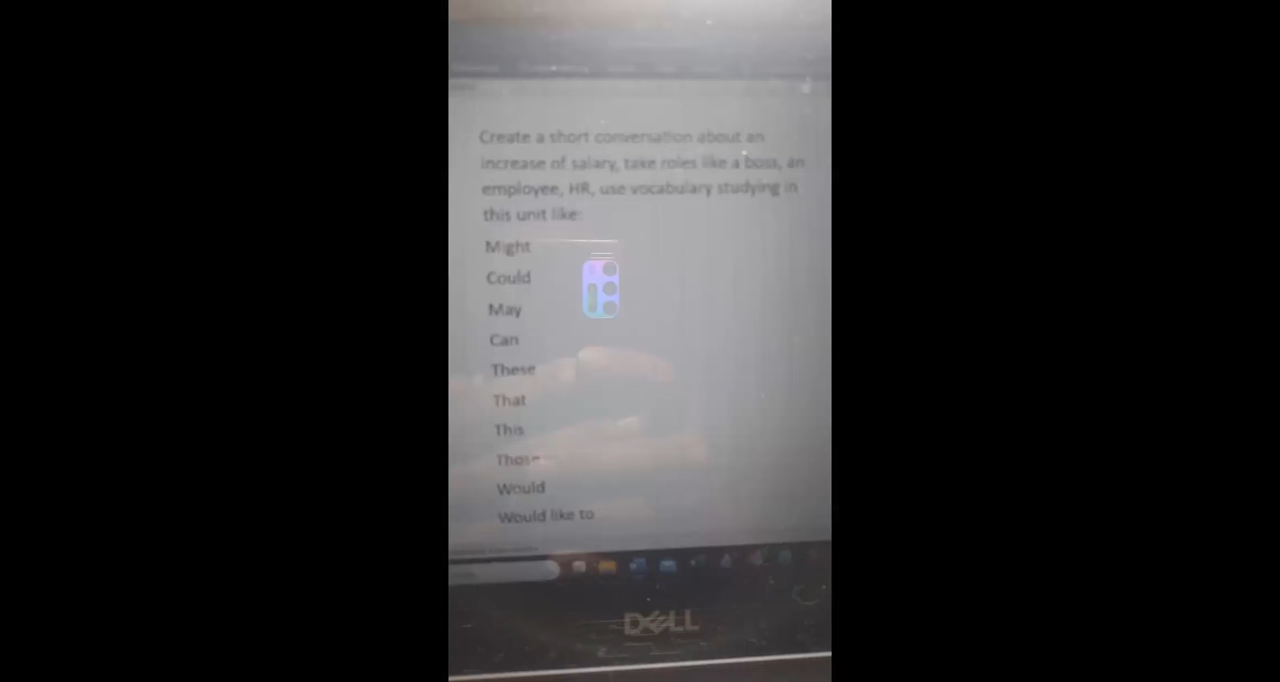 Create a short conversation about an
increase of salary, take roles like a boss, an
employee, HR, use vocabulary studying in
this unit like:
Might
Could
May
Can
These
That
This
Those
Would
Would like to
DELL